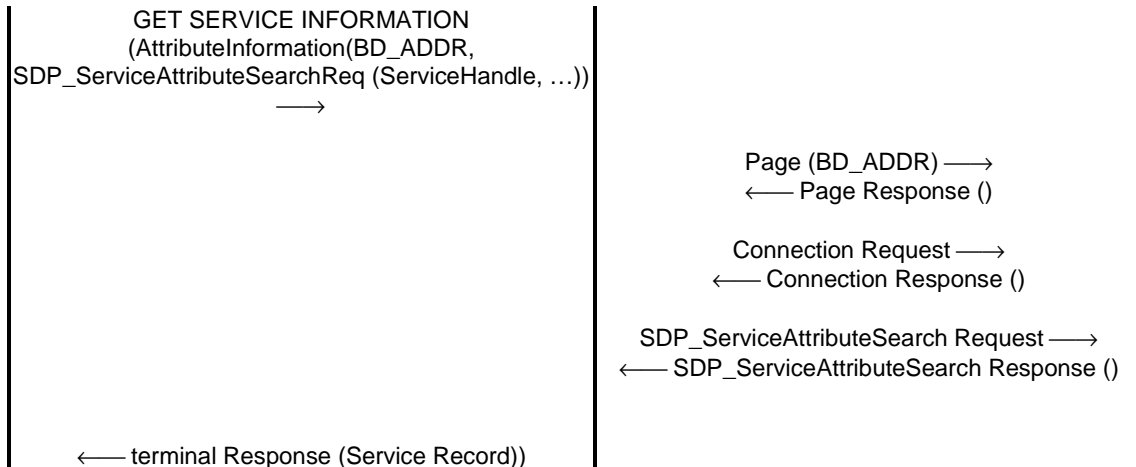 GET SERVICE INFORMATION
(AttributeInformation(BD_ADDR,
SDP_ServiceAttributeSearchReq (ServiceHandle, …))
⟶
Page (BD_ADDR) ⟶
⟵ Page Response ()
Connection Request ⟶
⟵ Connection Response ()
SDP_ServiceAttributeSearch Request ⟶
⟵ SDP_ServiceAttributeSearch Response ()
⟵ terminal Response (Service Record))